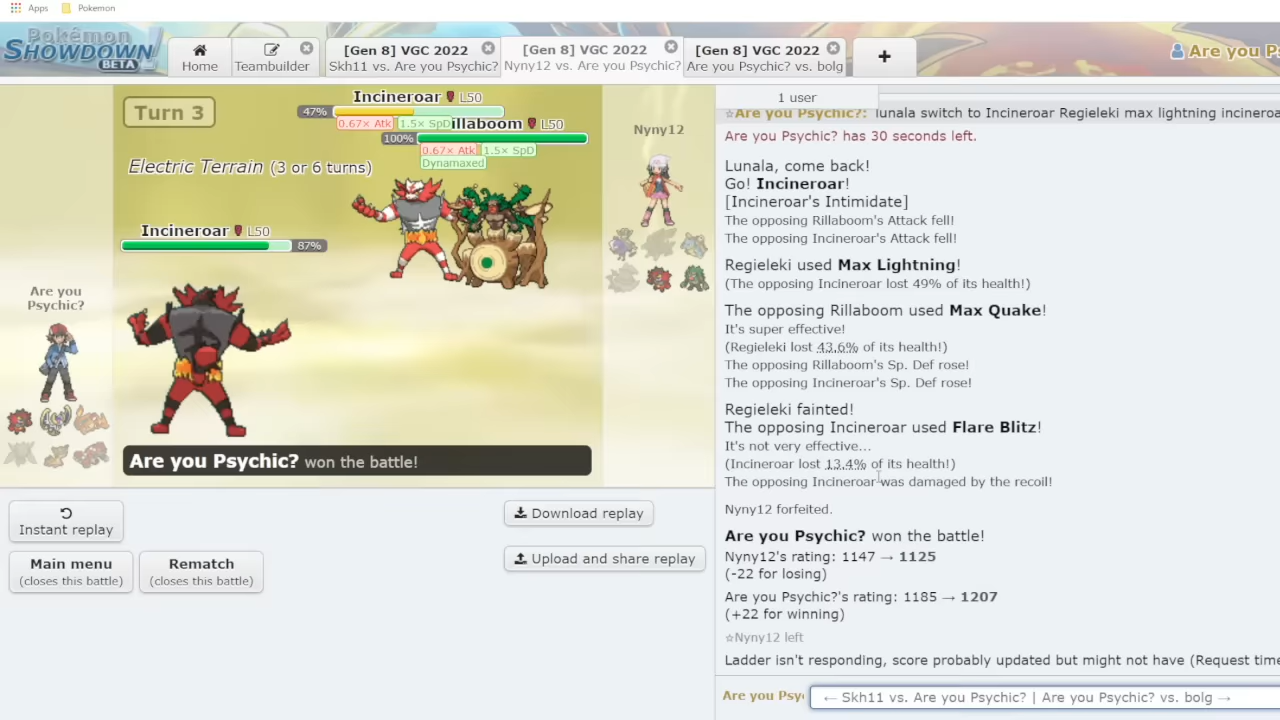 Apps
Pokemon
Pokémon
SHOWDOWN!
BETA
Home
Teambuilder
[Gen 8] VGC 2022
Skh11 vs. Are you Psychic?
[Gen 8] VGC 2022
Nyny12 vs. Are you Psychic?
[Gen 8] VGC 2022
Are you Psychic? vs. bolg
+
Are you P
Turn 3
Electric Terrain (3 or 6 turns)
Incineroar L50
47%
0.67× Atk 1.5× SpD
illaboom L50
100%
0.67× Atk 1.5× SpD
Dynamaxed
Incineroar L50
87%
Nyny12
Are you
Psychic?
Are you Psychic? won the battle!
Instant replay
Download replay
Upload and share replay
Main menu
(closes this battle)
Rematch
(closes this battle)
1 user
☆Are you Psychic?: lunala switch to Incineroar Regieleki max lightning incineroa
Are you Psychic? has 30 seconds left.
Lunala, come back!
Go! Incineroar!
[Incineroar's Intimidate]
The opposing Rillaboom's Attack fell!
The opposing Incineroar's Attack fell!
Regieleki used Max Lightning!
(The opposing Incineroar lost 49% of its health!)
The opposing Rillaboom used Max Quake!
It's super effective!
(Regieleki lost 43.6% of its health!)
The opposing Rillaboom's Sp. Def rose!
The opposing Incineroar's Sp. Def rose!
Regieleki fainted!
The opposing Incineroar used Flare Blitz!
It's not very effective...
(Incineroar lost 13.4% of its health!)
The opposing Incineroar was damaged by the recoil!
Nyny12 forfeited.
Are you Psychic? won the battle!
Nyny12's rating: 1147 → 1125
(-22 for losing)
Are you Psychic?'s rating: 1185 → 1207
(+22 for winning)
☆Nyny12 left
Ladder isn't responding, score probably updated but might not have (Request time
Are you Psy
← Skh11 vs. Are you Psychic? | Are you Psychic? vs. bolg →